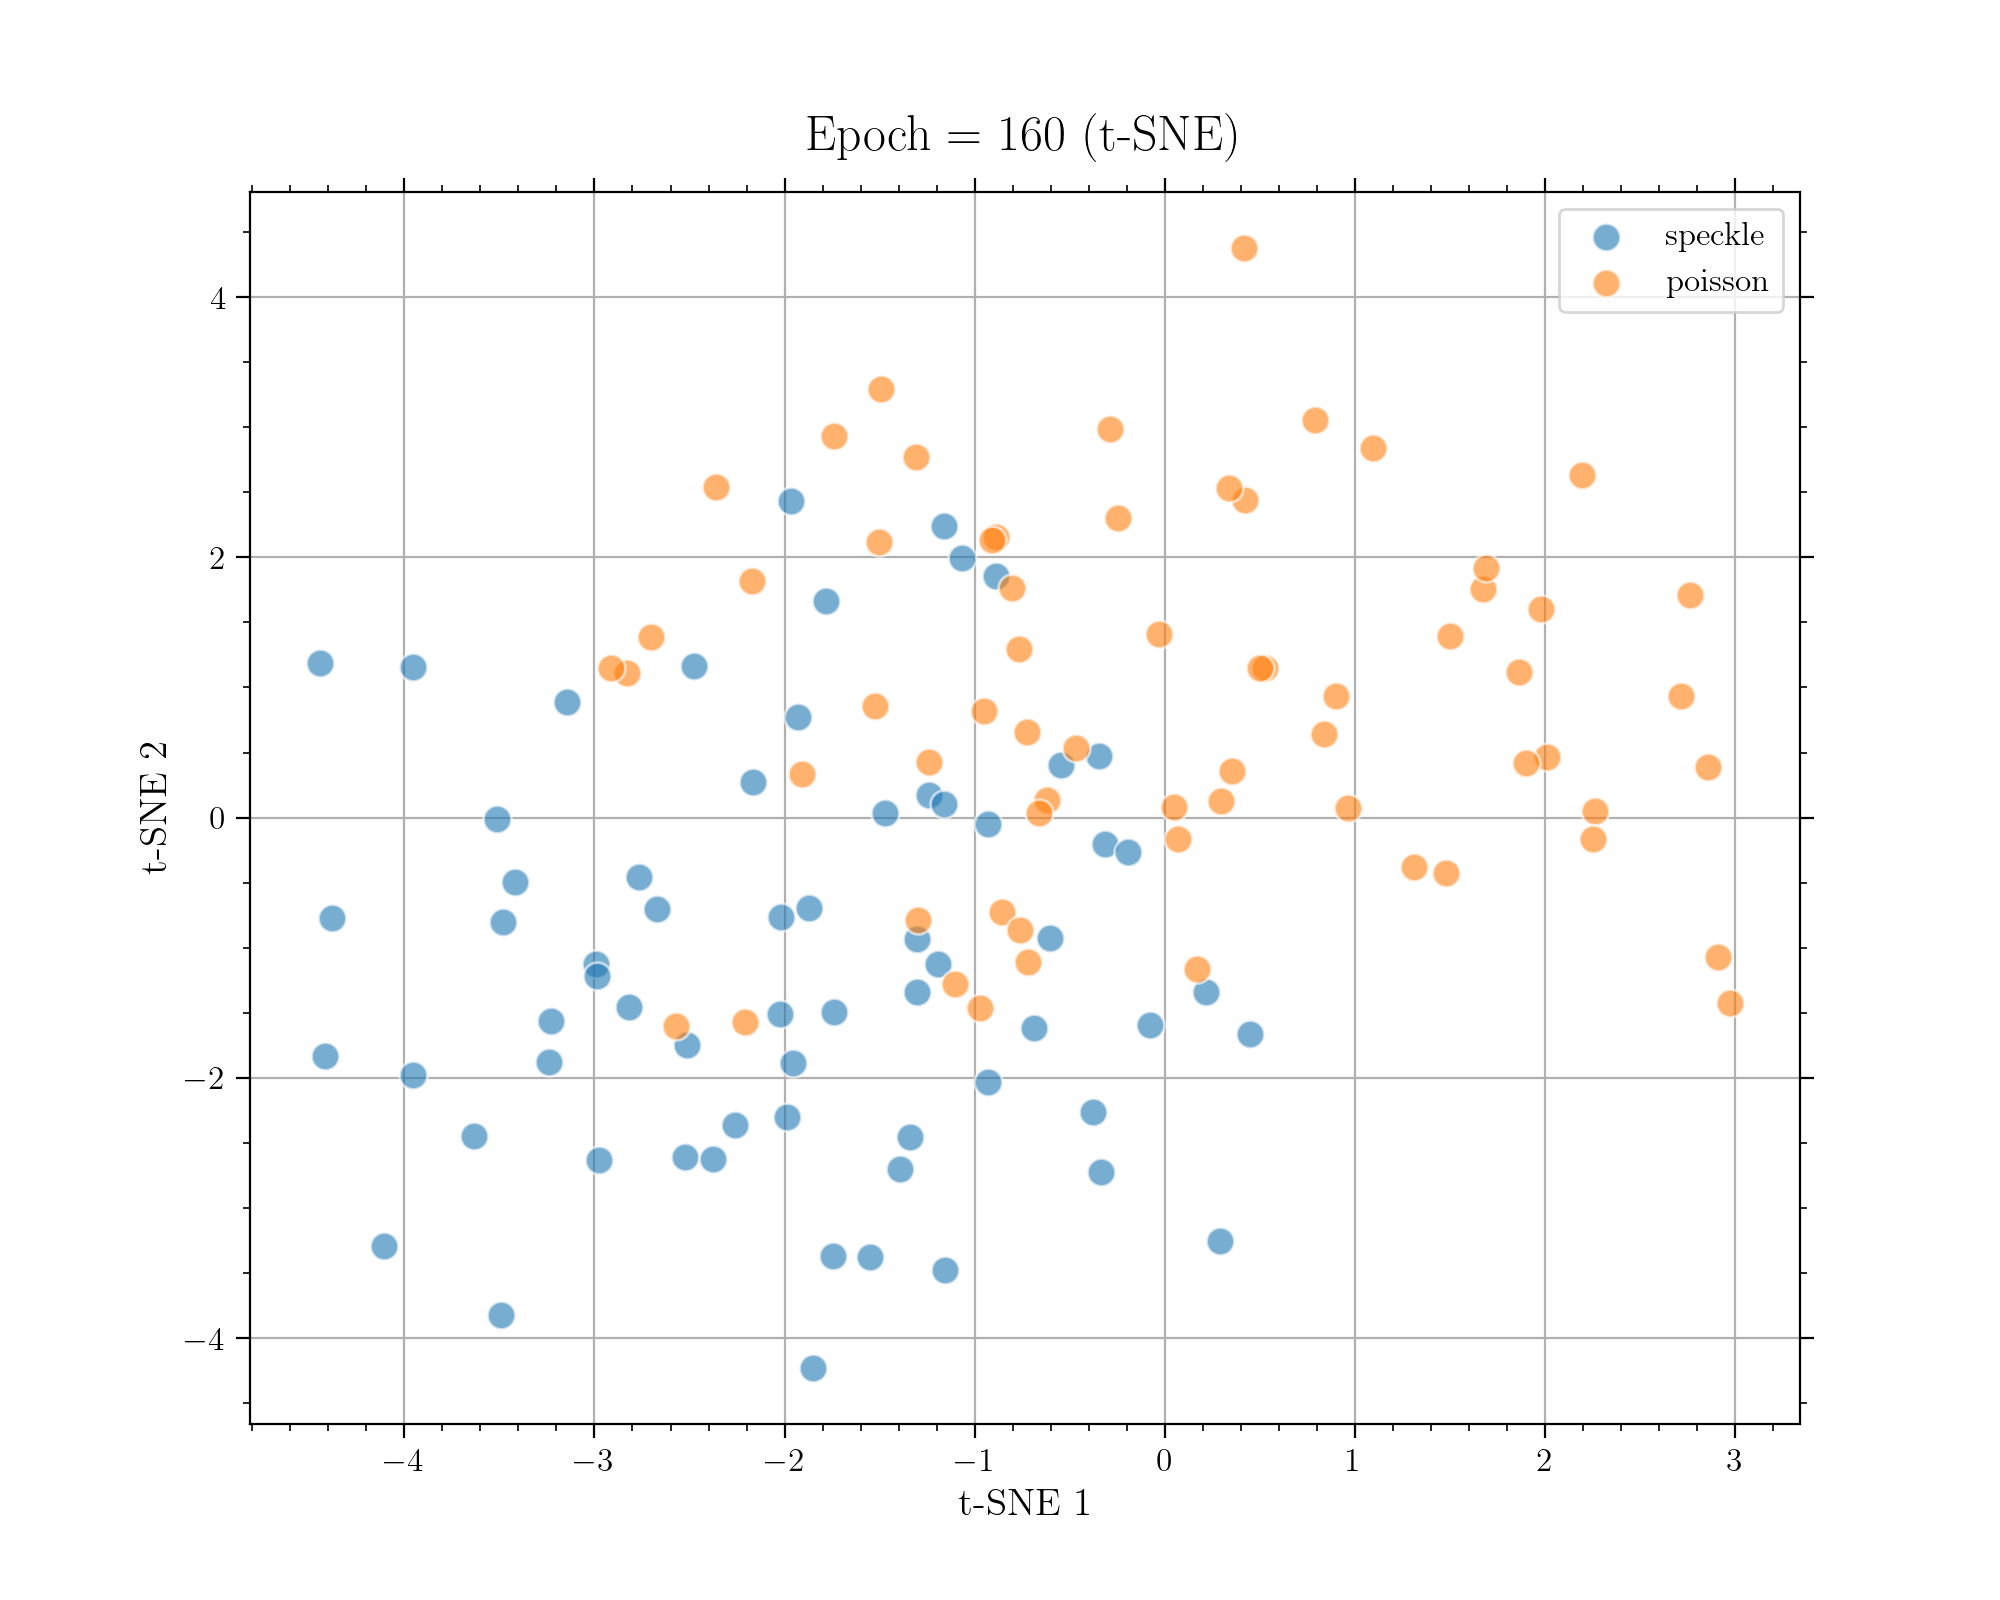 Epoch = 160 (t-SNE)
speckle
poisson
4
2
0
−2
−4
t-SNE 2
−4
−3
−2
−1
0
1
2
3
t-SNE 1